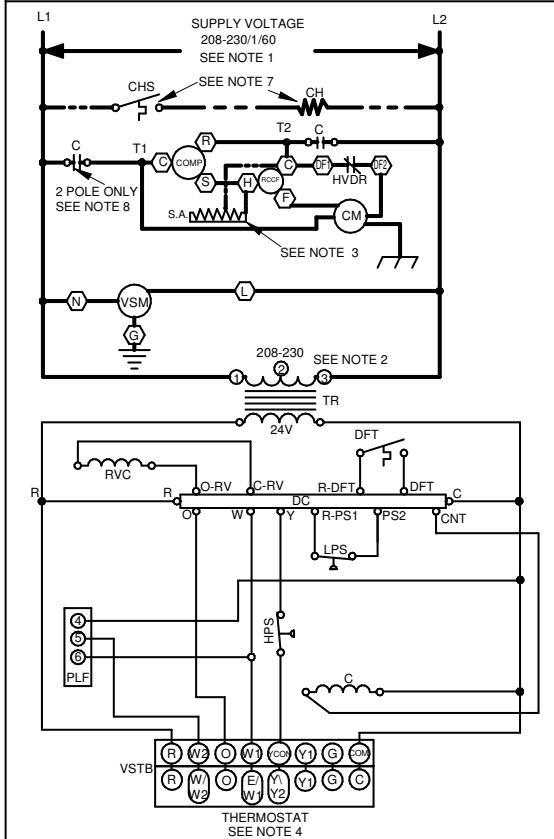 L1 L2
SUPPLY VOLTAGE
208-230/1/60
SEE NOTE 1
CHS SEE NOTE 7 CH
C T1 C COMP R T2 C
S H RCCF C DF1 HVDR DF2
2 POLE ONLY
SEE NOTE 8
S.A. F CM
SEE NOTE 3
N VSM L
G
208-230
SEE NOTE 2
1 2 3
TR
24V
DFT
RVC
O-RV C-RV R-DFT DFT
R R DC C
O W Y R-PS1 PS2 CNT
LPS
4
5
6
PLF
HPS
C
R W2 O W1 YCON Y1 G COM
VSTB
R W/W2 O E/W1 Y\Y2 Y1 G C
THERMOSTAT
SEE NOTE 4